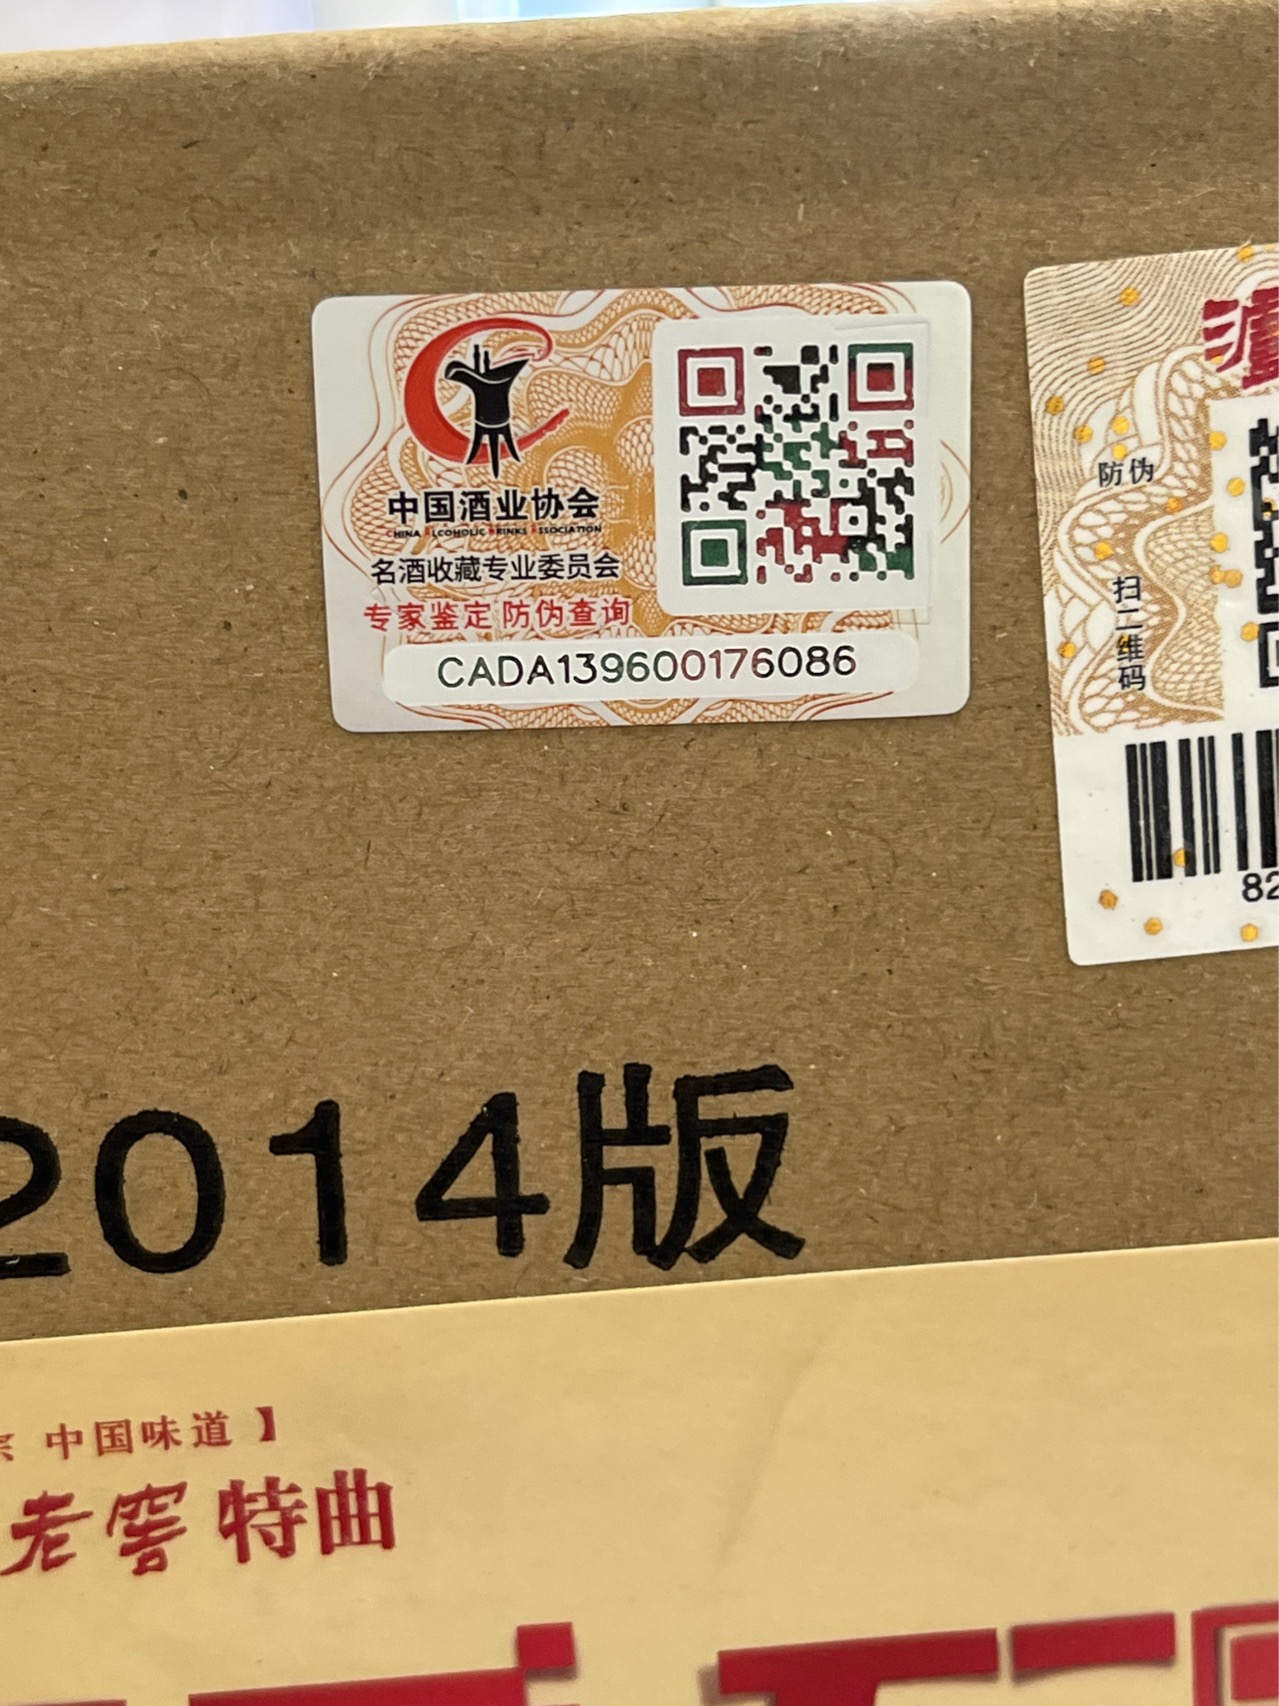 中国酒业协会
CHINA ALCOHOLIC DRINKS ASSOCIATION
名酒收藏专业委员会
专家鉴定 防伪查询
CADA139600176086
瀘
防伪
扫二维码
82
2014版
宗 中国味道】
老窖 特曲